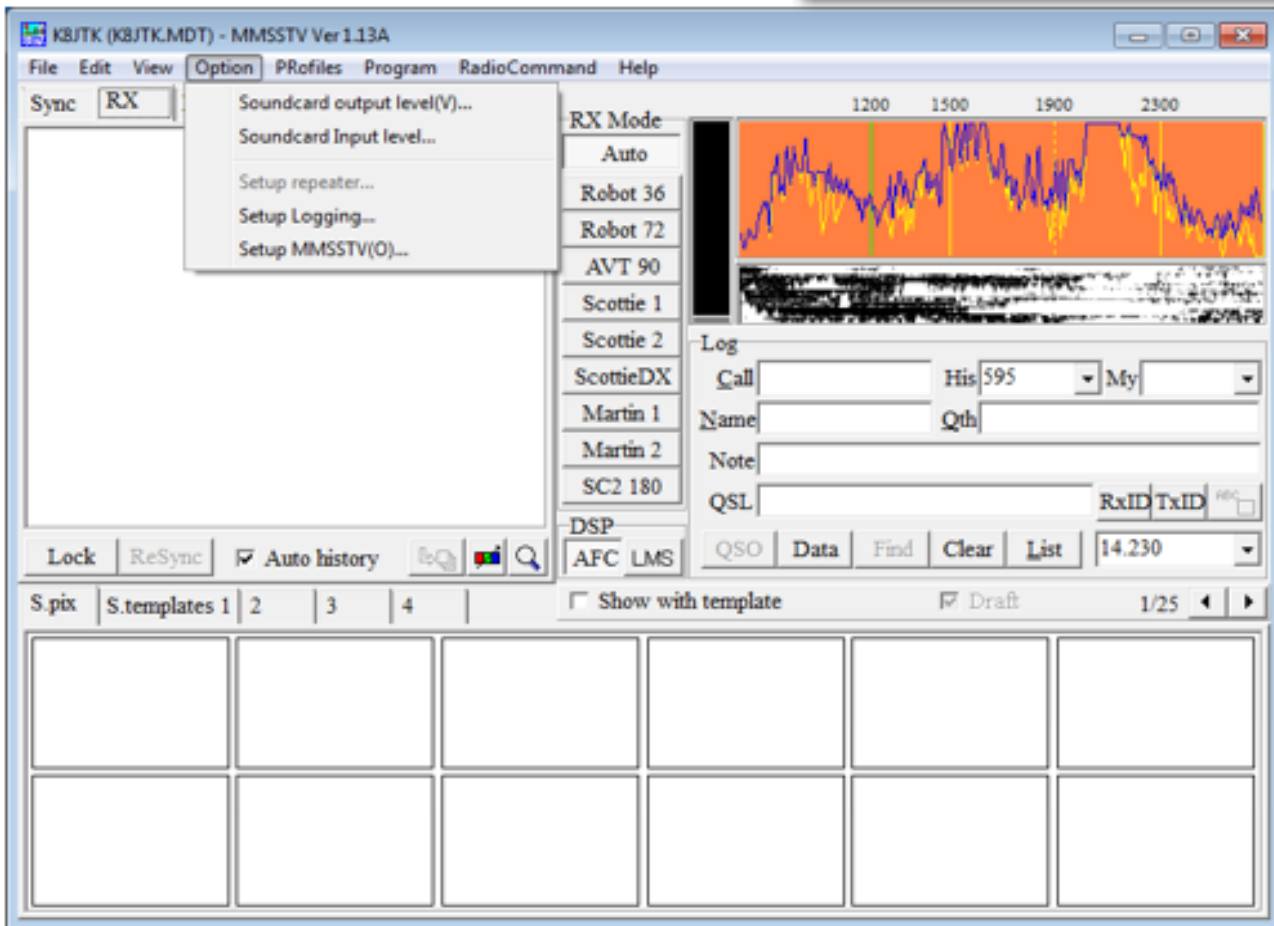 K8JTK (K8JTK.MDT) - MMSSTV Ver 1.13A
File Edit View Option PRofiles Program RadioCommand Help
Sync RX
Soundcard output level(V)...
Soundcard Input level...
Setup repeater...
Setup Logging...
Setup MMSSTV(O)...
RX Mode
Auto
Robot 36
Robot 72
AVT 90
Scottie 1
Scottie 2
ScottieDX
Martin 1
Martin 2
SC2 180
DSP
AFC LMS
1200 1500 1900 2300
Log
Call His 595 My
Name Qth
Note
QSL RxID TxID ABC
QSO Data Find Clear List 14.230
Lock ReSync Auto history
S.pix S.templates 1 2 3 4
Show with template Draft 1/25